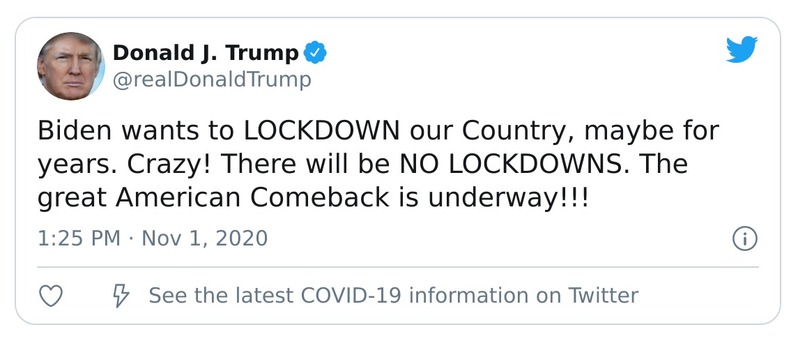 Donald J. Trump
@realDonaldTrump
Biden wants to LOCKDOWN our Country, maybe for
years. Crazy! There will be NO LOCKDOWNS. The
great American Comeback is underway!!!
1:25 PM · Nov 1, 2020
See the latest COVID-19 information on Twitter